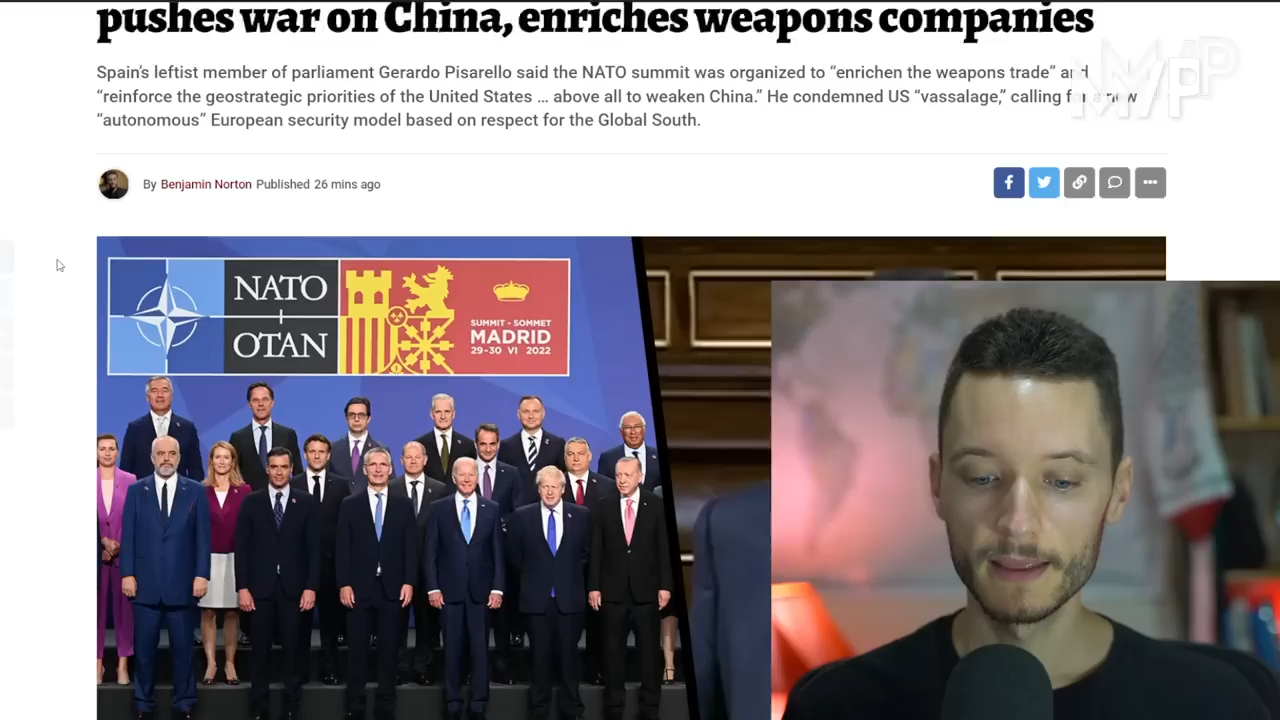 pushes war on China, enriches weapons companies
Spain's leftist member of parliament Gerardo Pisarello said the NATO summit was organized to “enrichen the weapons trade” and
“reinforce the geostrategic priorities of the United States … above all to weaken China.” He condemned US “vassalage,” calling for a new
“autonomous” European security model based on respect for the Global South.
By Benjamin Norton Published 26 mins ago
NATO
OTAN
SUMMIT - SOMMET
MADRID
29-30 VI 2022